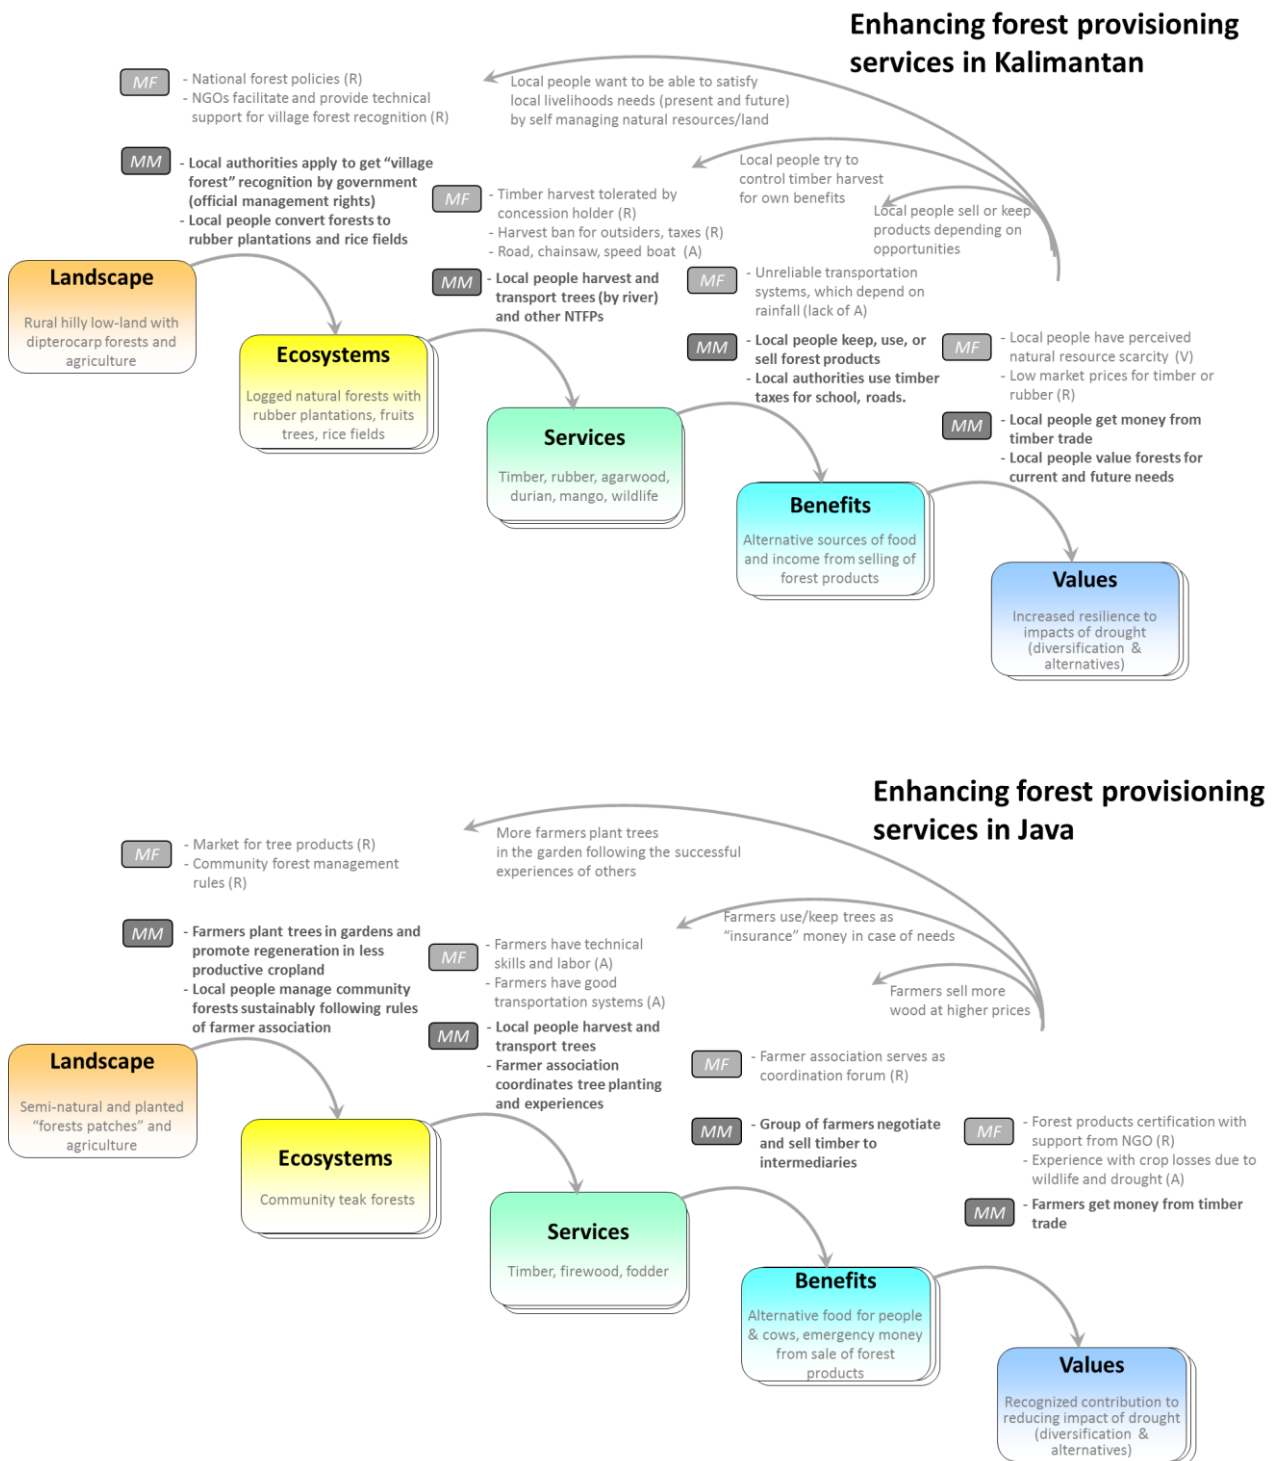 Enhancing forest provisioning
services in Kalimantan
MF
- National forest policies (R)
- NGOs facilitate and provide technical
support for village forest recognition (R)
Local people want to be able to satisfy
local livelihoods needs (present and future)
by self managing natural resources/land
MM
- Local authorities apply to get “village
forest” recognition by government
(official management rights)
- Local people convert forests to
rubber plantations and rice fields
Local people try to
control timber harvest
for own benefits
MF
- Timber harvest tolerated by
concession holder (R)
- Harvest ban for outsiders, taxes (R)
- Road, chainsaw, speed boat (A)
Local people sell or keep
products depending on
opportunities
MM
- Local people harvest and
transport trees (by river)
and other NTFPs
MF
- Unreliable transportation
systems, which depend on
rainfall (lack of A)
MM
- Local people keep, use, or
sell forest products
- Local authorities use timber
taxes for school, roads.
MF
- Local people have perceived
natural resource scarcity (V)
- Low market prices for timber or
rubber (R)
MM
- Local people get money from
timber trade
- Local people value forests for
current and future needs
Landscape
Rural hilly low-land with
dipterocarp forests and
agriculture
Ecosystems
Logged natural forests with
rubber plantations, fruits
trees, rice fields
Services
Timber, rubber, agarwood,
durian, mango, wildlife
Benefits
Alternative sources of food
and income from selling of
forest products
Values
Increased resilience to
impacts of drought
(diversification &
alternatives)
Enhancing forest provisioning
services in Java
MF
- Market for tree products (R)
- Community forest management
rules (R)
More farmers plant trees
in the garden following the successful
experiences of others
MM
- Farmers plant trees in gardens and
promote regeneration in less
productive cropland
- Local people manage community
forests sustainably following rules
of farmer association
Farmers use/keep trees as
“insurance” money in case of needs
MF
- Farmers have technical
skills and labor (A)
- Farmers have good
transportation systems (A)
Farmers sell more
wood at higher prices
MM
- Local people harvest and
transport trees
- Farmer association
coordinates tree planting
and experiences
MF
- Farmer association serves as
coordination forum (R)
MM
- Group of farmers negotiate
and sell timber to
intermediaries
MF
- Forest products certification with
support from NGO (R)
- Experience with crop losses due to
wildlife and drought (A)
MM
- Farmers get money from timber
trade
Landscape
Semi-natural and planted
“forests patches” and
agriculture
Ecosystems
Community teak forests
Services
Timber, firewood, fodder
Benefits
Alternative food for people
& cows, emergency money
from sale of forest
products
Values
Recognized contribution to
reducing impact of drought
(diversification &
alternatives)